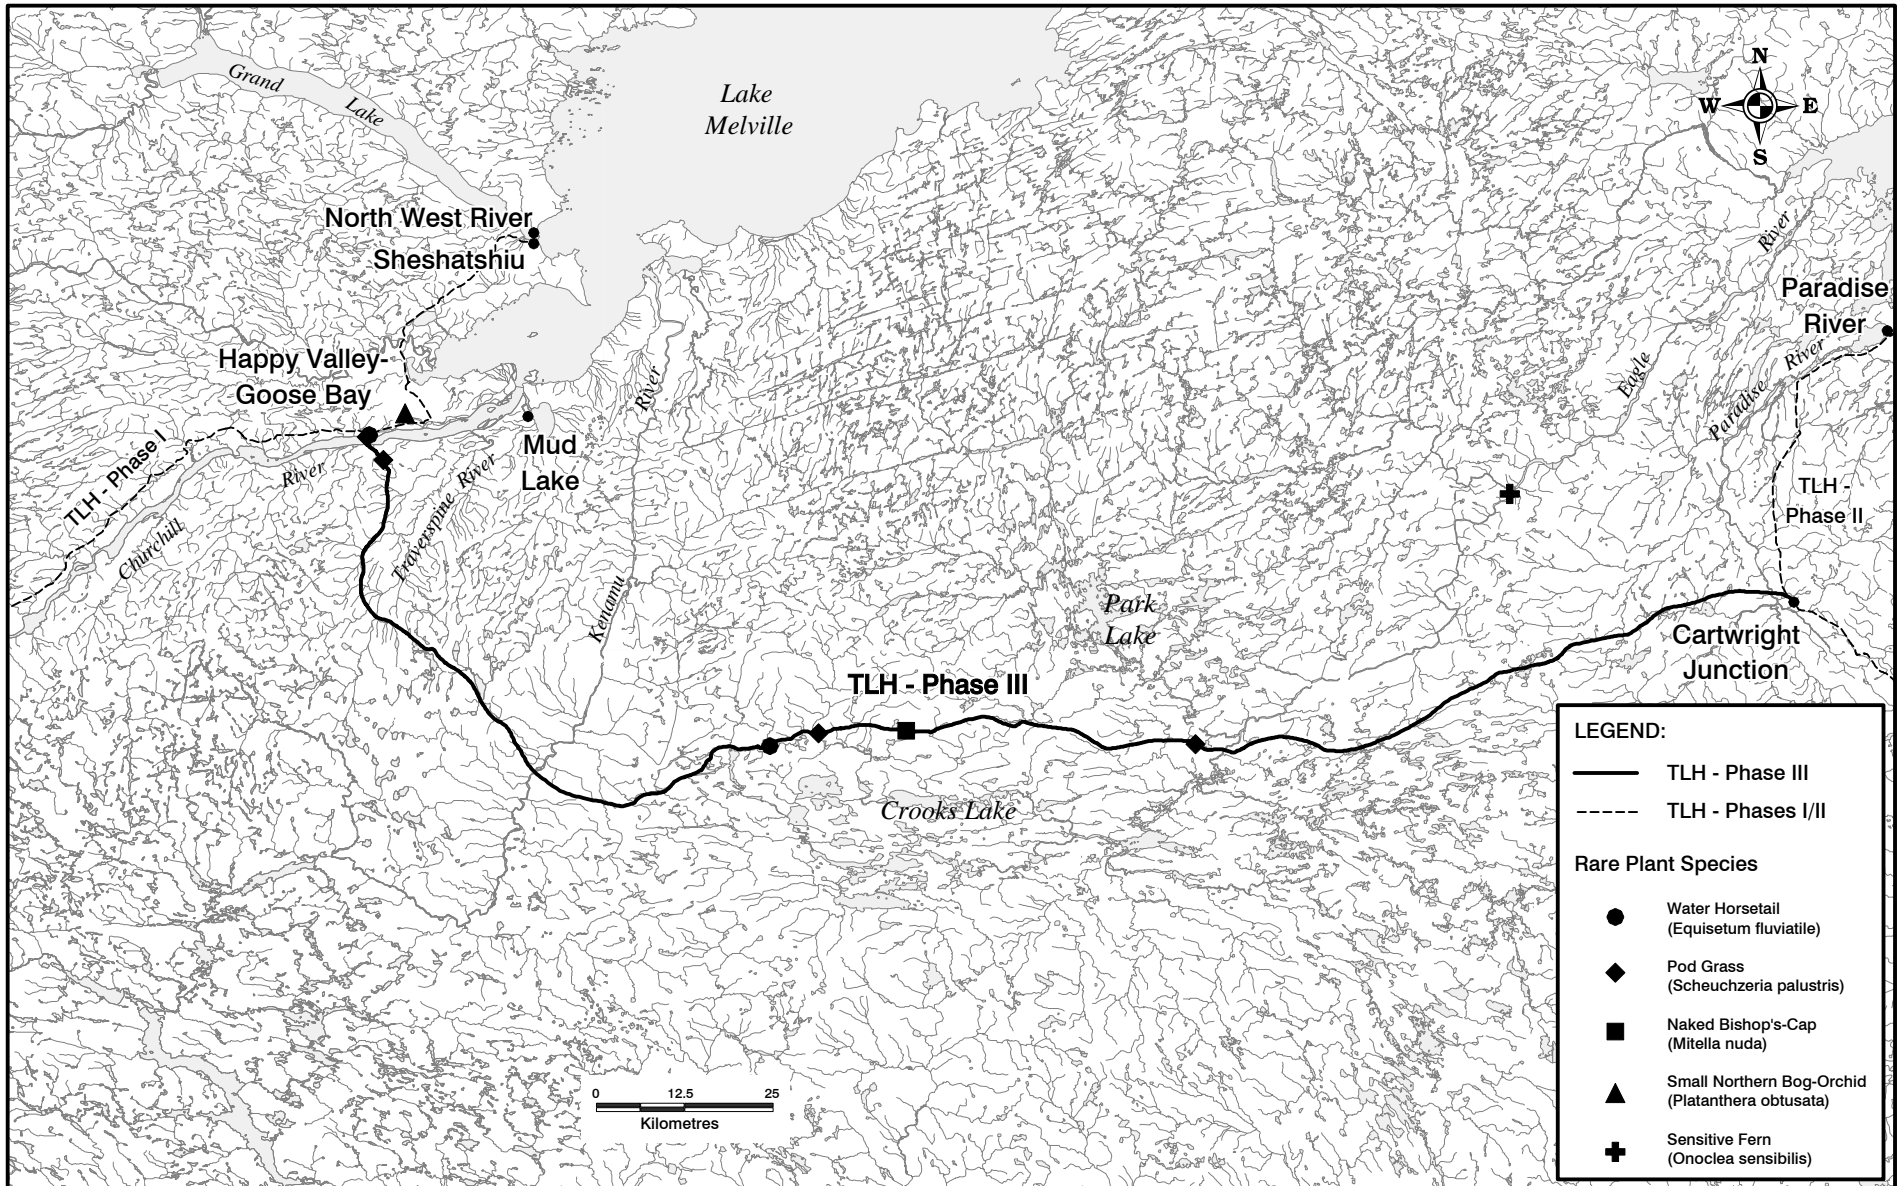 Grand
Lake
Lake
Melville
N
W
E
S
North West River
Sheshatshiu
River
Paradise
River
Happy Valley-
Goose Bay
River
Eagle
River
Paradise
Mud
Lake
TLH - Phase I
River
Churchill
Traverspine River
Kenamu
TLH -
Phase II
Park
Lake
Cartwright
Junction
TLH - Phase III
Crooks Lake
LEGEND:
TLH - Phase III
TLH - Phases I/II
Rare Plant Species
Water Horsetail
(Equisetum fluviatile)
Pod Grass
(Scheuchzeria palustris)
Naked Bishop's-Cap
(Mitella nuda)
Small Northern Bog-Orchid
(Platanthera obtusata)
Sensitive Fern
(Onoclea sensibilis)
0 12.5 25
Kilometres